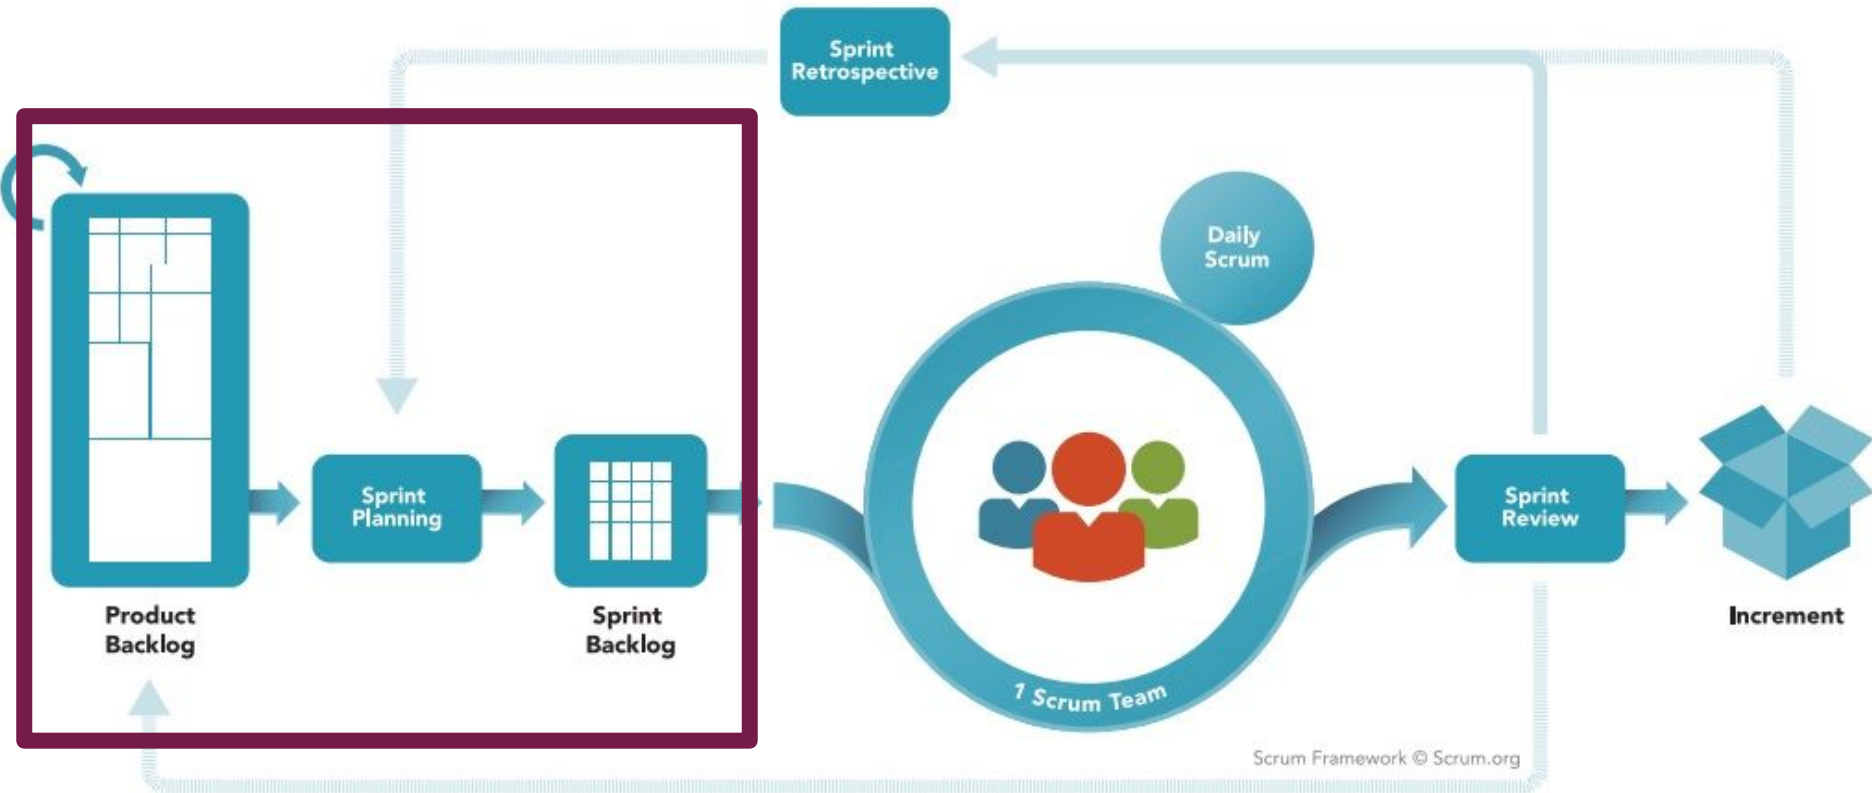 Sprint
Retrospective
Daily
Scrum
Sprint
Planning
Sprint
Review
Product
Backlog
Sprint
Backlog
Increment
1 Scrum Team
Scrum Framework © Scrum.org